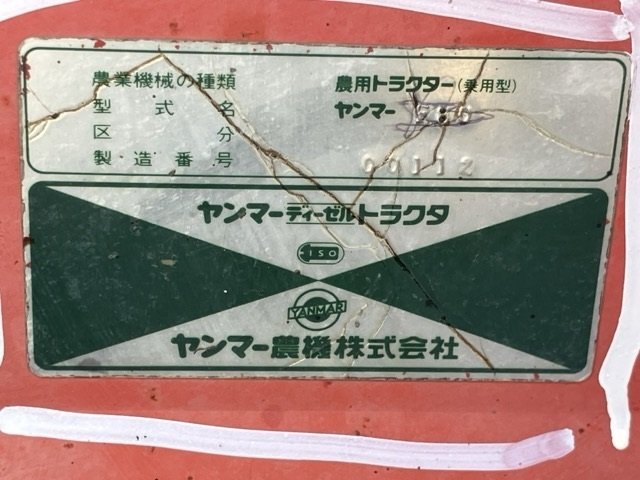 農業機械の種類 農用トラクター(乗用型)
型式名 ヤンマー
区分
製造番号 00112
ヤンマーディーゼルトラクタ
ISO
YANMAR
ヤンマー農機株式会社